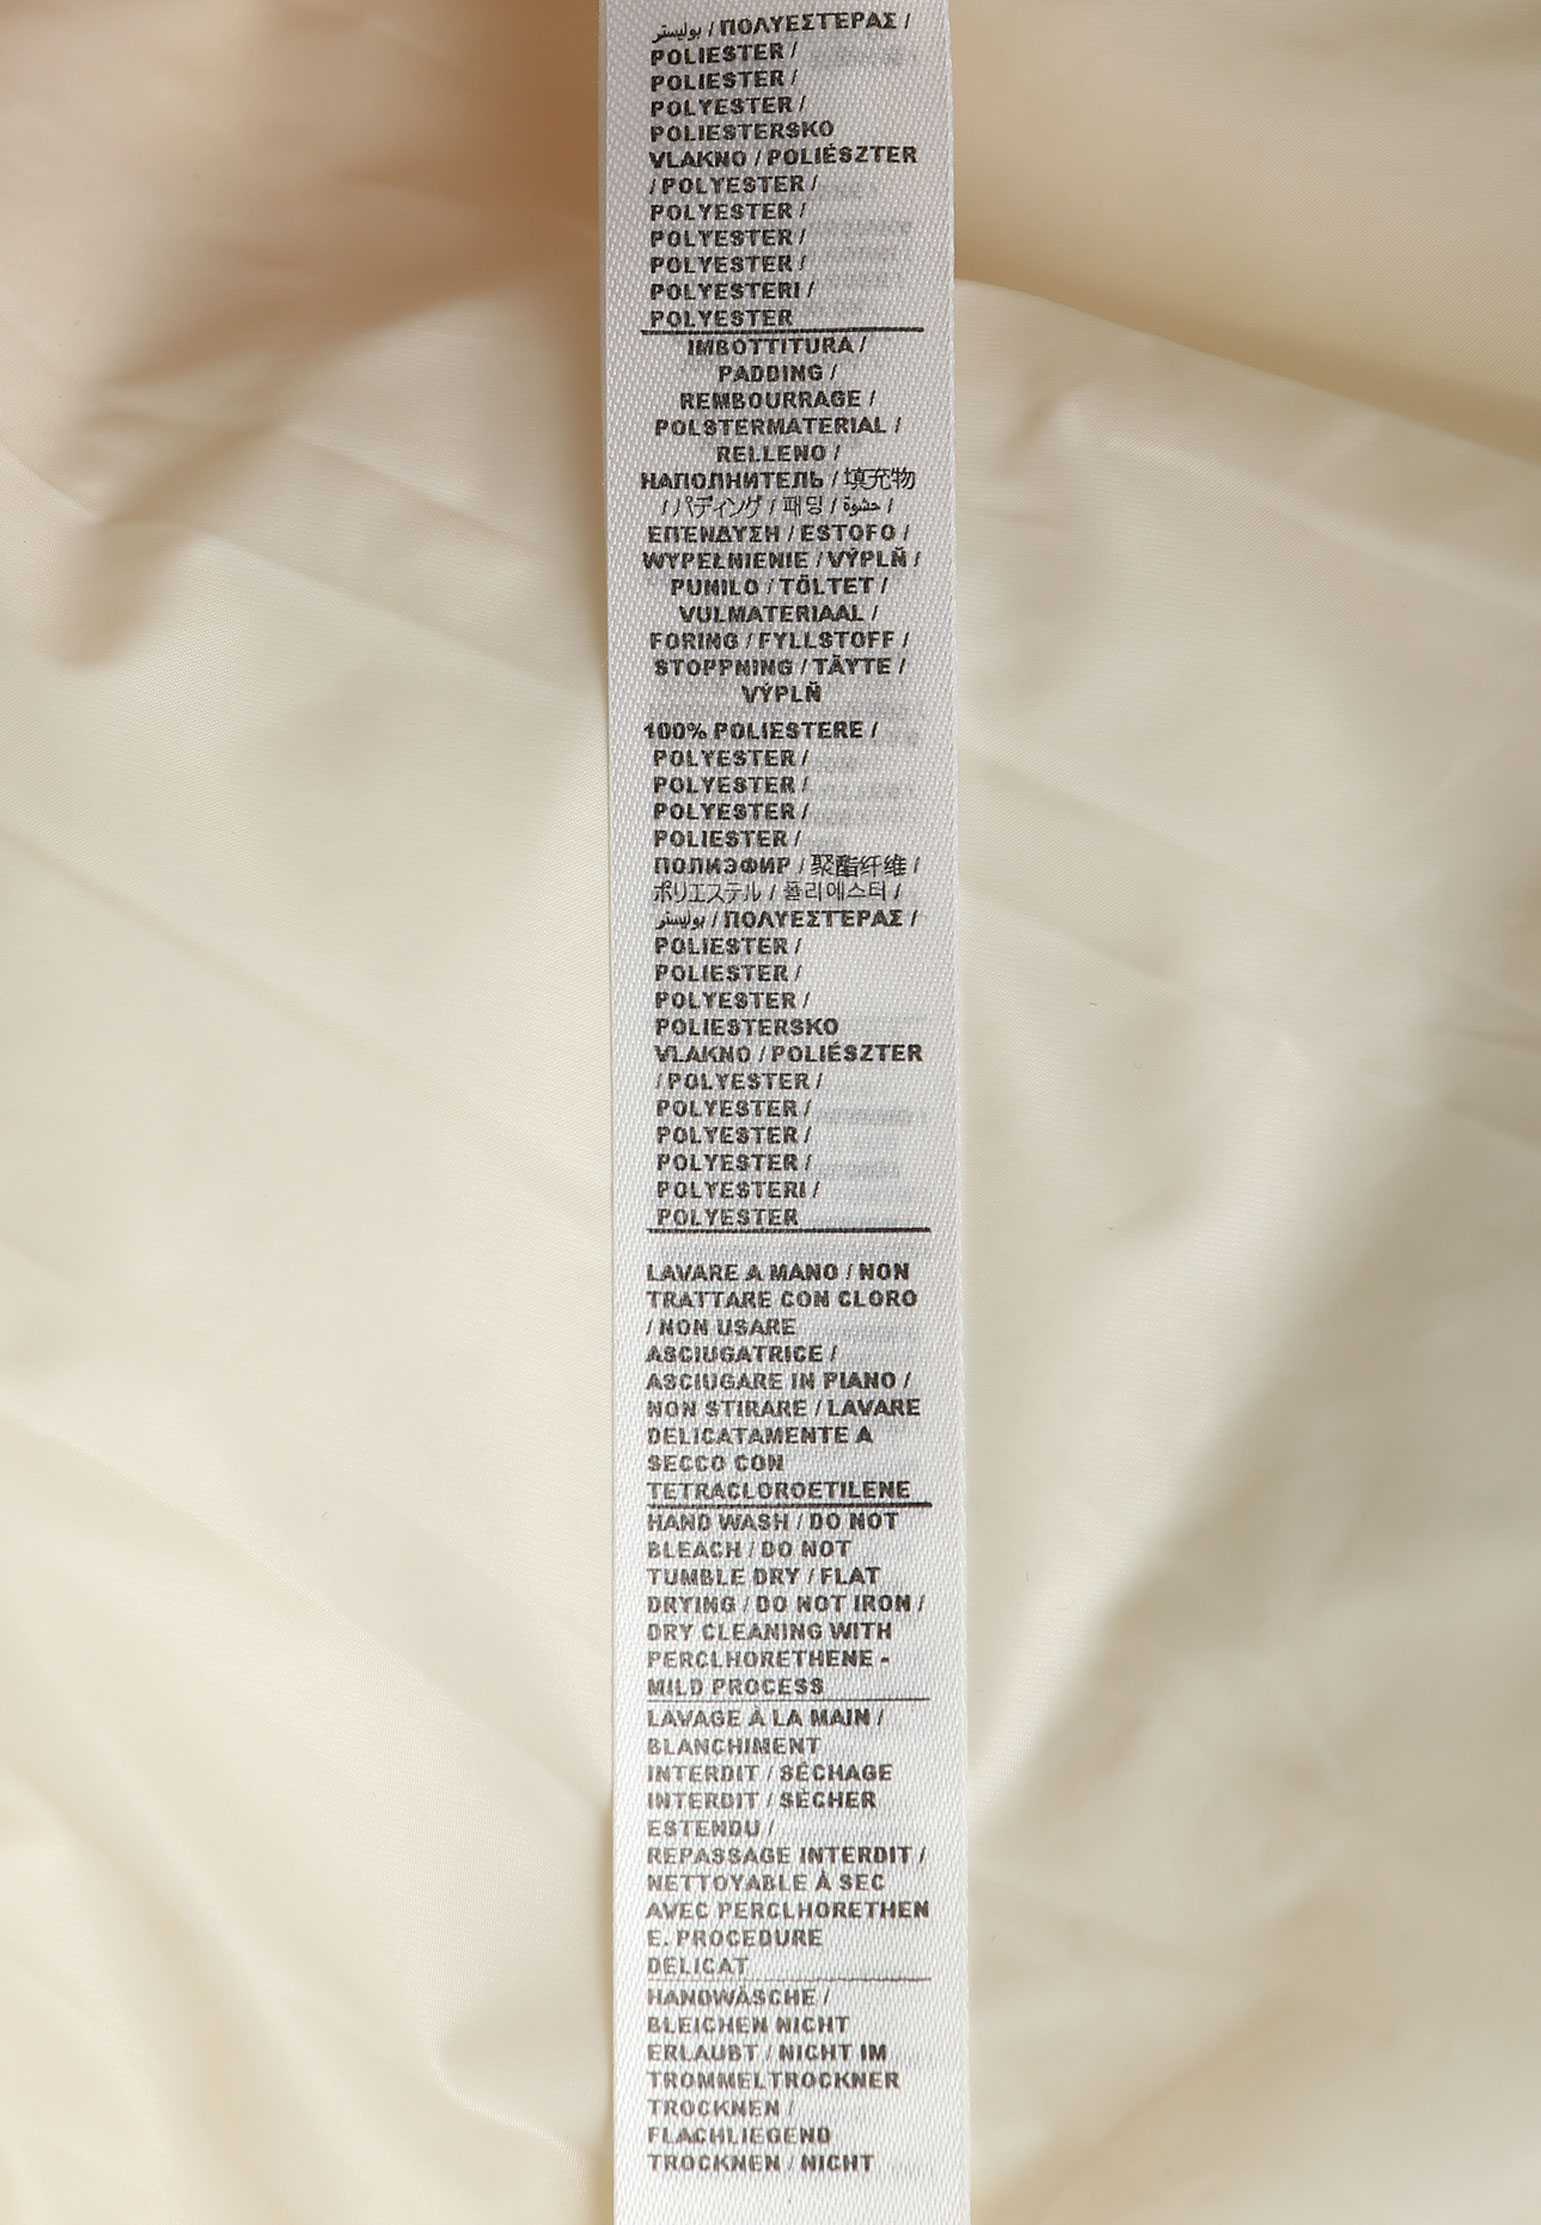 بوليستر / ΠΟΛΥΕΣΤΕΡΑΣ /
POLIESTER /
POLIESTER /
POLYESTER /
POLIESTERSKO
VLAKNO / POLIÉSZTER
/ POLYESTER /
POLYESTER /
POLYESTER /
POLYESTER /
POLYESTERI /
POLYESTER
IMBOTTITURA /
PADDING /
REMBOURRAGE /
POLSTERMATERIAL /
RELLENO /
НАПОЛНИТЕЛЬ / 填充物
/ パディング / 패딩 / حشوة /
ΕΠΕΝΔΥΣΗ / ESTOFO /
WYPEŁNIENIE / VÝPLŇ /
PUNILO / TÖLTET /
VULMATERIAAL /
FORING / FYLLSTOFF /
STOPPNING / TÄYTE /
VÝPLŇ
100% POLIESTERE /
POLYESTER /
POLYESTER /
POLYESTER /
POLIESTER /
ПОЛИЭФИР / 聚酯纤维 /
ポリエステル / 폴리에스터 /
بوليستر / ΠΟΛΥΕΣΤΕΡΑΣ /
POLIESTER /
POLIESTER /
POLYESTER /
POLIESTERSKO
VLAKNO / POLIÉSZTER
/ POLYESTER /
POLYESTER /
POLYESTER /
POLYESTER /
POLYESTERI /
POLYESTER
LAVARE A MANO / NON
TRATTARE CON CLORO
/ NON USARE
ASCIUGATRICE /
ASCIUGARE IN PIANO /
NON STIRARE / LAVARE
DELICATAMENTE A
SECCO CON
TETRACLOROETILENE
HAND WASH / DO NOT
BLEACH / DO NOT
TUMBLE DRY / FLAT
DRYING / DO NOT IRON /
DRY CLEANING WITH
PERCLHORETHENE -
MILD PROCESS
LAVAGE À LA MAIN /
BLANCHIMENT
INTERDIT / SÉCHAGE
INTERDIT / SÈCHER
ESTENDU /
REPASSAGE INTERDIT /
NETTOYABLE À SEC
AVEC PERCLHORETHEN
E. PROCEDURE
DÉLICAT
HANDWÄSCHE /
BLEICHEN NICHT
ERLAUBT / NICHT IM
TROMMELTROCKNER
TROCKNEN /
FLACHLIEGEND
TROCKNEN / NICHT